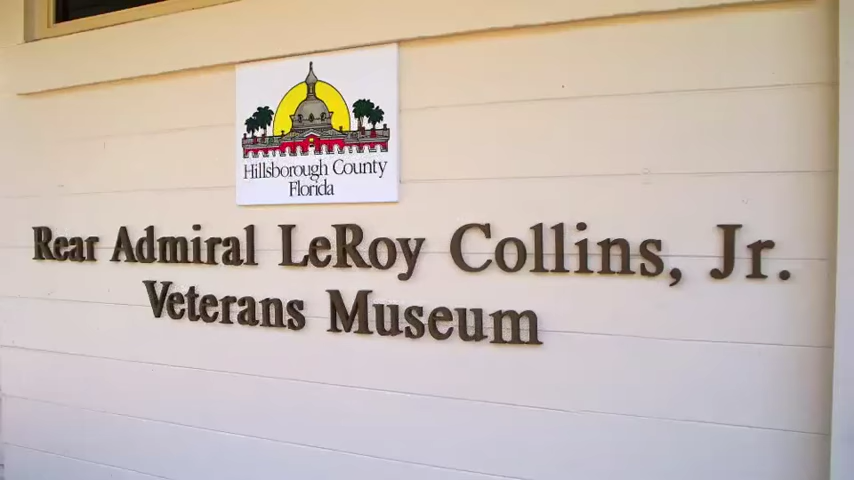 Hillsborough County
Florida
Rear Admiral LeRoy Collins, Jr.
Veterans Museum